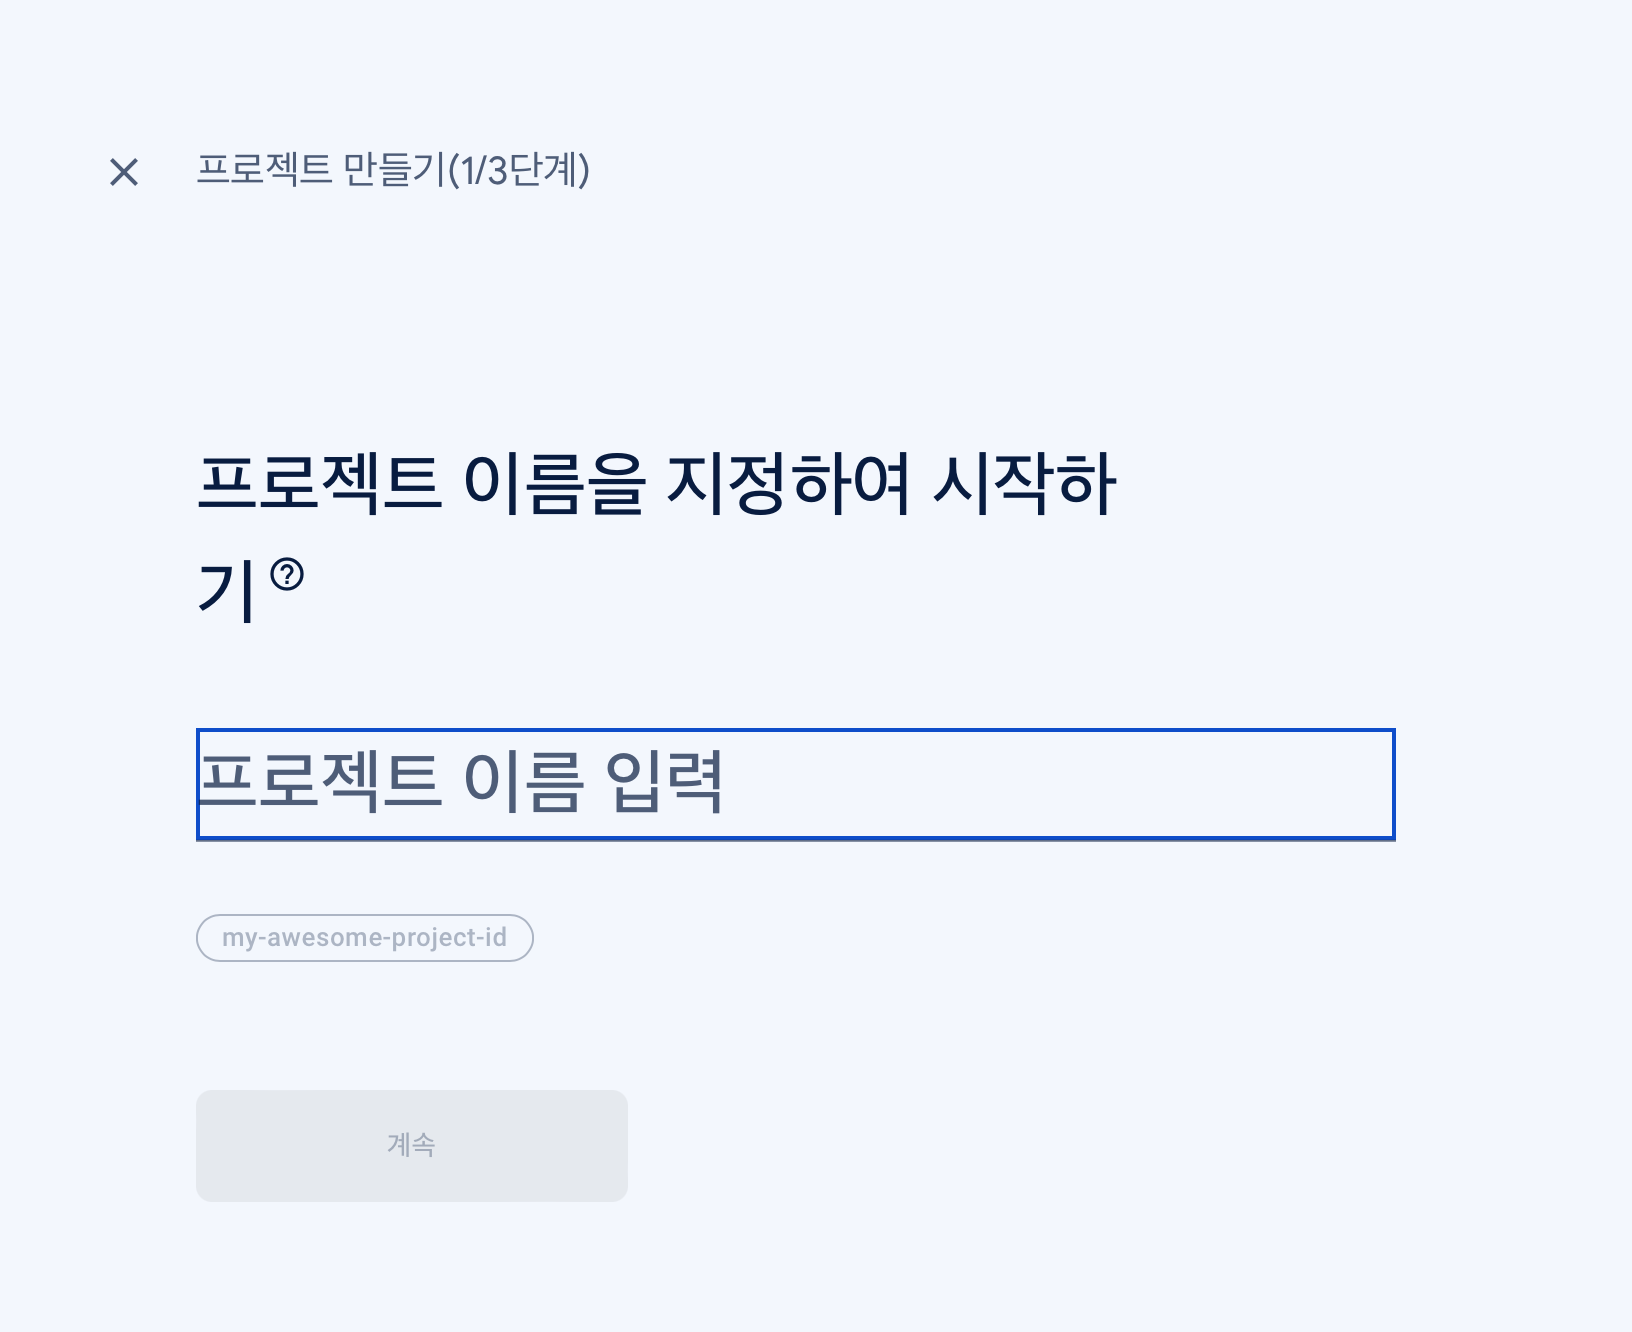 프로젝트 만들기(1/3단계)
프로젝트 이름을 지정하여 시작하
기
프로젝트 이름 입력
my-awesome-project-id
계속